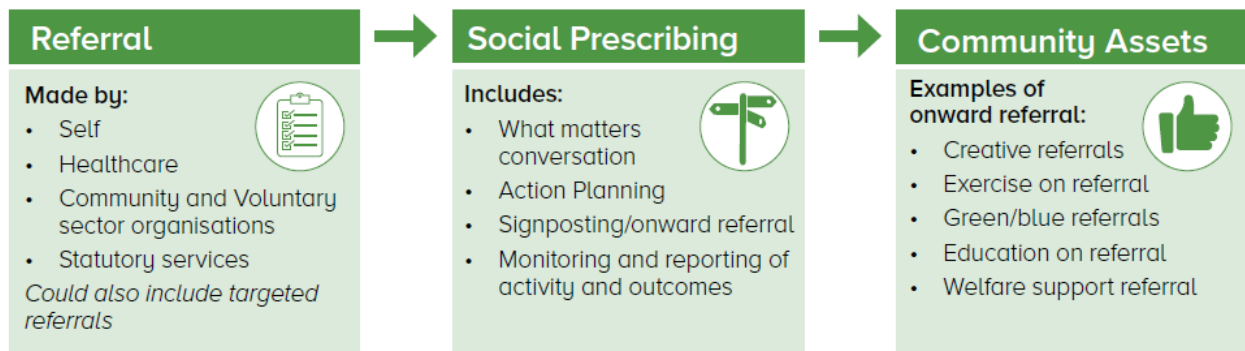 Referral
Made by:
• Self
• Healthcare
• Community and Voluntary
sector organisations
• Statutory services
Could also include targeted
referrals
Social Prescribing
Includes:
• What matters
conversation
• Action Planning
• Signposting/onward referral
• Monitoring and reporting of
activity and outcomes
Community Assets
Examples of
onward referral:
• Creative referrals
• Exercise on referral
• Green/blue referrals
• Education on referral
• Welfare support referral